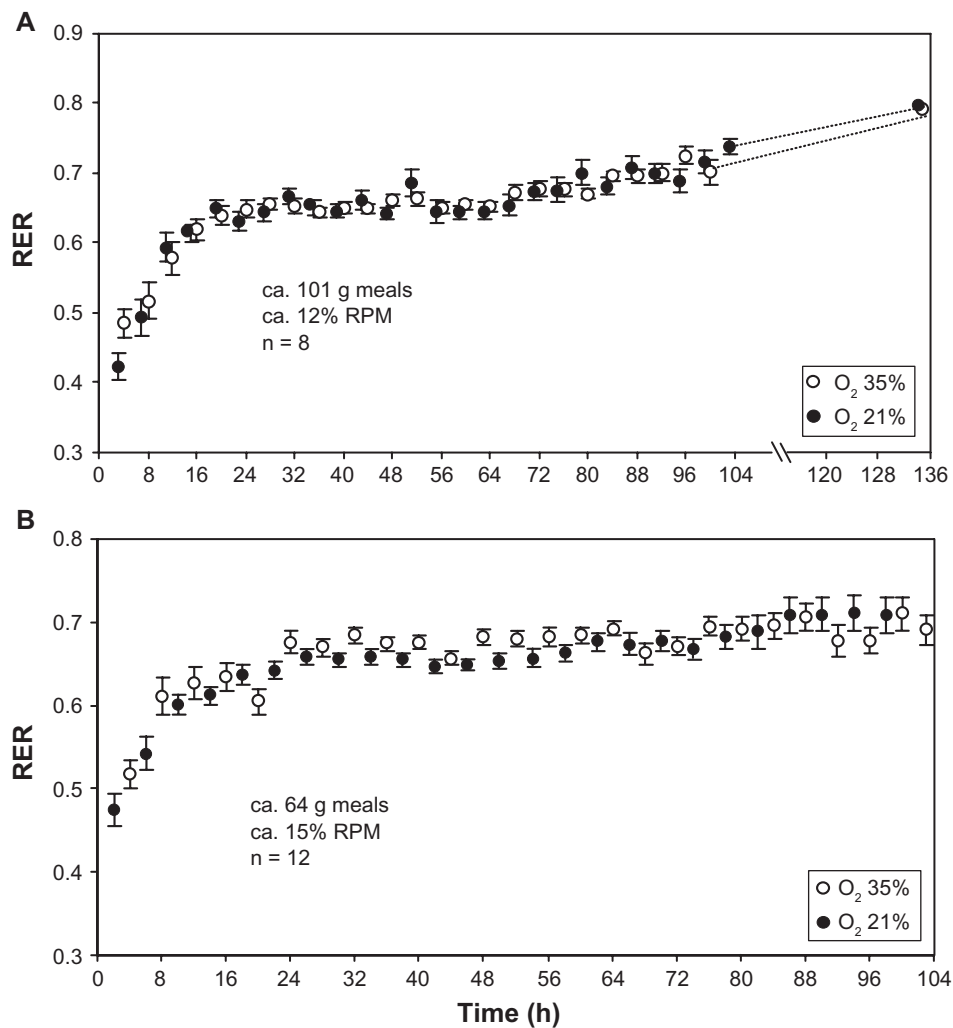 A
0.9
0.8
0.7
0.6
0.5
0.4
0.3
RER
ca. 101 g meals
ca. 12% RPM
n = 8
O2 35%
O2 21%
0 8 16 24 32 40 48 56 64 72 80 88 96 104 120 128 136
B
0.8
0.7
0.6
0.5
0.4
0.3
RER
ca. 64 g meals
ca. 15% RPM
n = 12
O2 35%
O2 21%
0 8 16 24 32 40 48 56 64 72 80 88 96 104
Time (h)